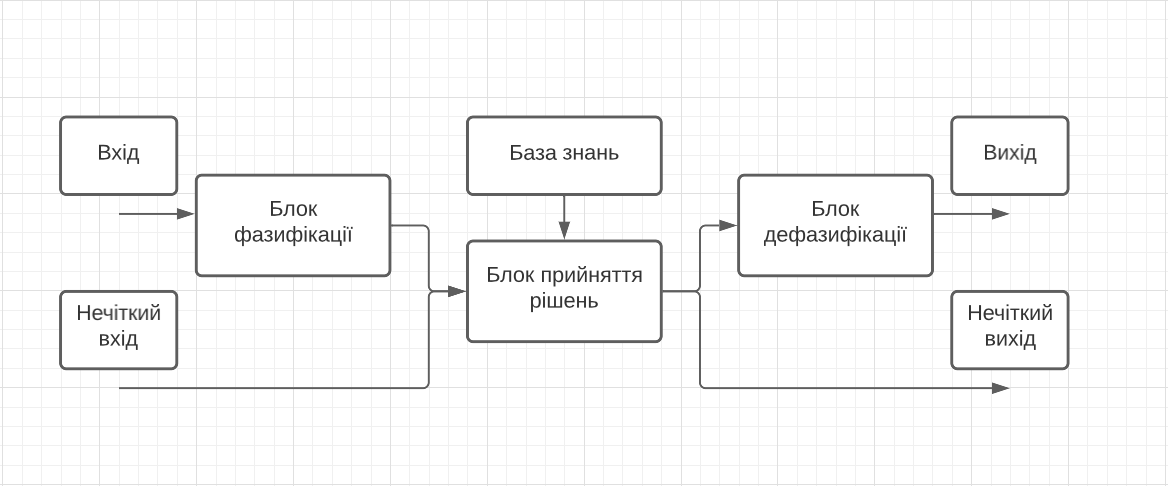 Вхід
База знань
Вихід
Блок
фазифікації
Блок
дефазифікації
Блок прийняття
рішень
Нечіткий
вхід
Нечіткий
вихід